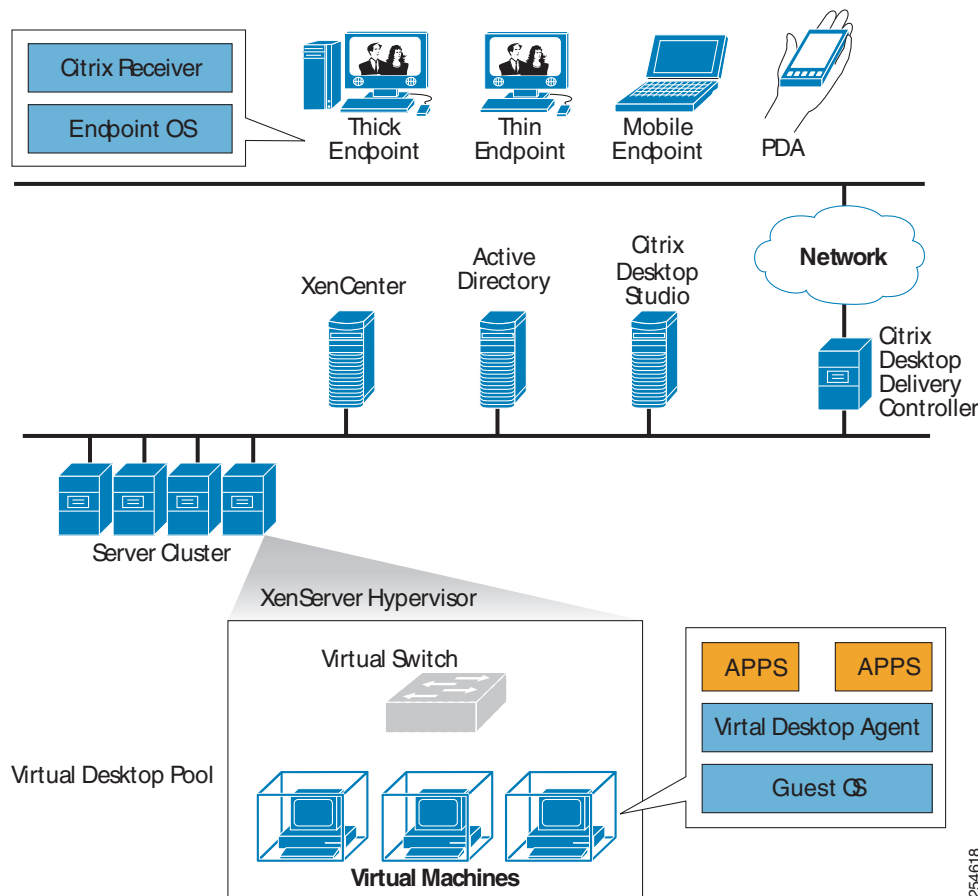 Citrix Receiver
Endpoint OS
Thick
Endpoint
Thin
Endpoint
Mobile
Endpoint
PDA
Network
XenCenter
Active
Directory
Citrix
Desktop
Studio
Citrix
Desktop
Delivery
Controller
Server Cluster
XenServer Hypervisor
Virtual Switch
APPS
APPS
Virtal Desktop Agent
Guest OS
Virtual Desktop Pool
Virtual Machines
254618